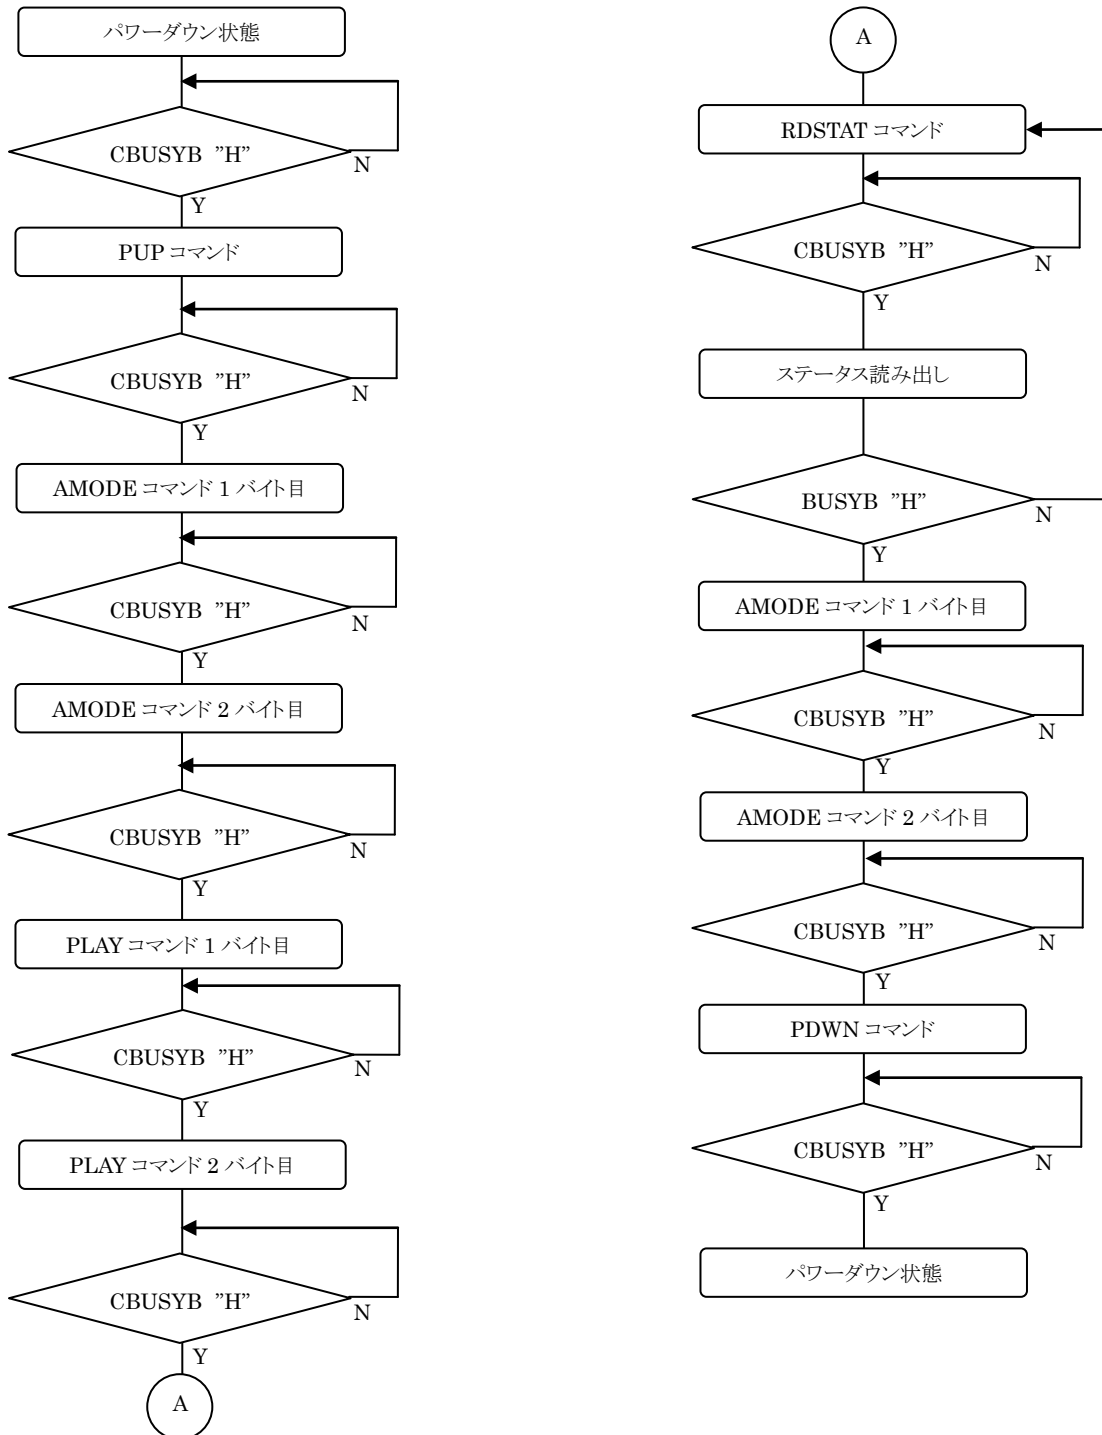 パワーダウン状態
CBUSYB ”H”
N
Y
PUP コマンド
CBUSYB ”H”
N
Y
AMODE コマンド 1 バイト目
CBUSYB ”H”
N
Y
AMODE コマンド 2 バイト目
CBUSYB ”H”
N
Y
PLAY コマンド 1 バイト目
CBUSYB ”H”
N
Y
PLAY コマンド 2 バイト目
CBUSYB ”H”
N
Y
A
A
RDSTAT コマンド
CBUSYB ”H”
N
Y
ステータス読み出し
BUSYB ”H”
N
Y
AMODE コマンド 1 バイト目
CBUSYB ”H”
N
Y
AMODE コマンド 2 バイト目
CBUSYB ”H”
N
Y
PDWN コマンド
CBUSYB ”H”
N
Y
パワーダウン状態